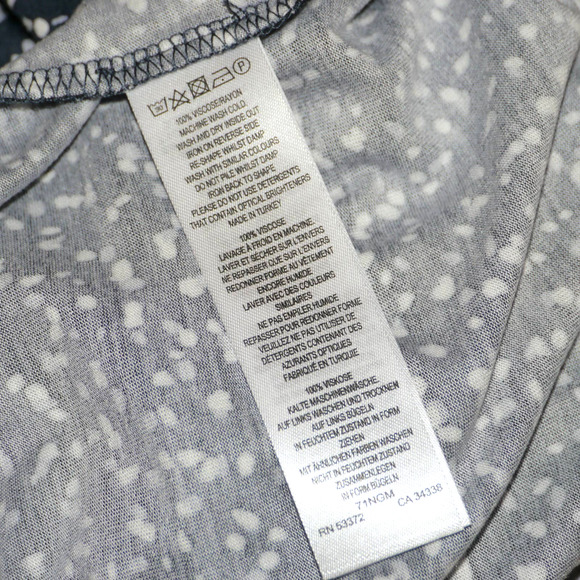 30 P
100% VISCOSE/RAYON
MACHINE WASH COLD.
WASH AND DRY INSIDE OUT
IRON ON REVERSE SIDE
RE-SHAPE WHILST DAMP
WASH WITH SIMILAR COLOURS
DO NOT PILE WHILST DAMP
IRON BACK TO SHAPE
PLEASE DO NOT USE DETERGENTS
THAT CONTAIN OPTICAL BRIGHTENERS
MADE IN TURKEY
100% VISCOSE
LAVAGE À FROID EN MACHINE.
LAVER ET SÉCHER SUR L'ENVERS
NE REPASSER QUE SUR L'ENVERS
REDONNER FORME AU VÊTEMENT
ENCORE HUMIDE
LAVER AVEC DES COULEURS
SIMILAIRES
NE PAS EMPILER HUMIDE
REPASSER POUR REDONNER FORME
VEUILLEZ NE PAS UTILISER DE
DÉTERGENTS CONTENANT DES
AZURANTS OPTIQUES
FABRIQUÉ EN TURQUIE
100% VISKOSE
KALTE MASCHINENWÄSCHE.
AUF LINKS WASCHEN UND TROCKNEN
AUF LINKS BÜGELN
IN FEUCHTEM ZUSTAND IN FORM
ZIEHEN
MIT ÄHNLICHEN FARBEN WASCHEN
NICHT IN FEUCHTEM ZUSTAND
ZUSAMMENLEGEN
IN FORM BÜGELN
71NGM
RN 53372 CA 34338